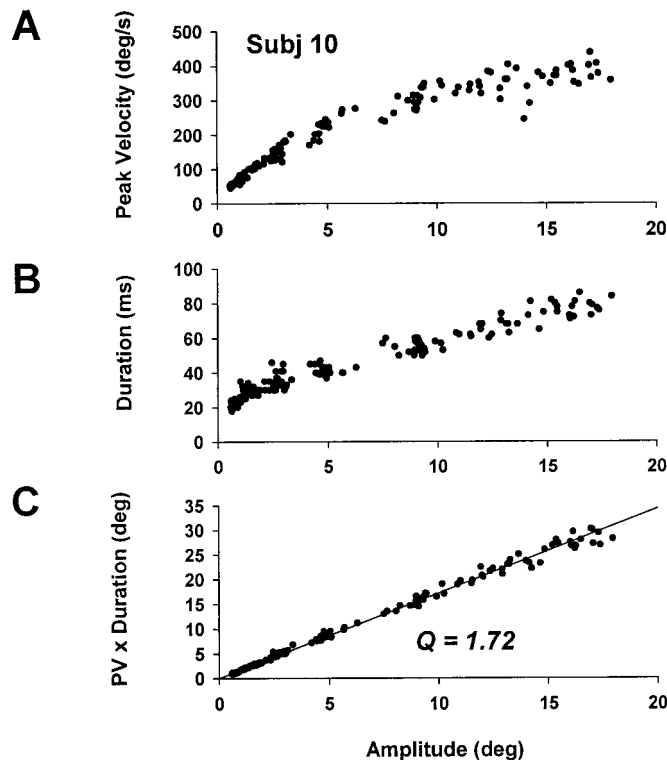 A
Subj 10
Peak Velocity (deg/s)
500
400
300
200
100
0
0 5 10 15 20
B
Duration (ms)
100
80
60
40
20
0
0 5 10 15 20
C
PV x Duration (deg)
35
30
25
20
15
10
5
0
Q = 1.72
0 5 10 15 20
Amplitude (deg)